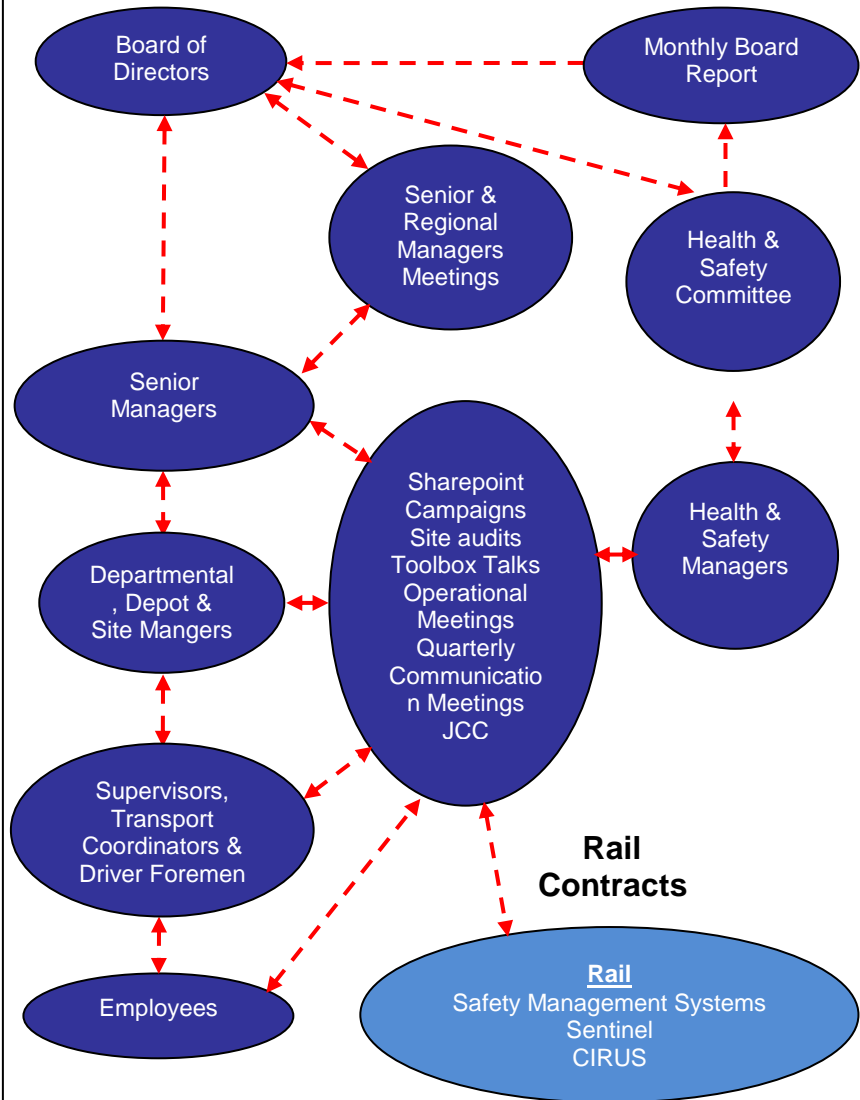 Board of
Directors
Monthly Board
Report
Senior &
Regional
Managers
Meetings
Health &
Safety
Committee
Senior
Managers
Sharepoint
Campaigns
Site audits
Toolbox Talks
Operational
Meetings
Quarterly
Communicatio
n Meetings
JCC
Health &
Safety
Managers
Departmental
, Depot &
Site Mangers
Supervisors,
Transport
Coordinators &
Driver Foremen
Rail
Contracts
Employees
Rail
Safety Management Systems
Sentinel
CIRUS